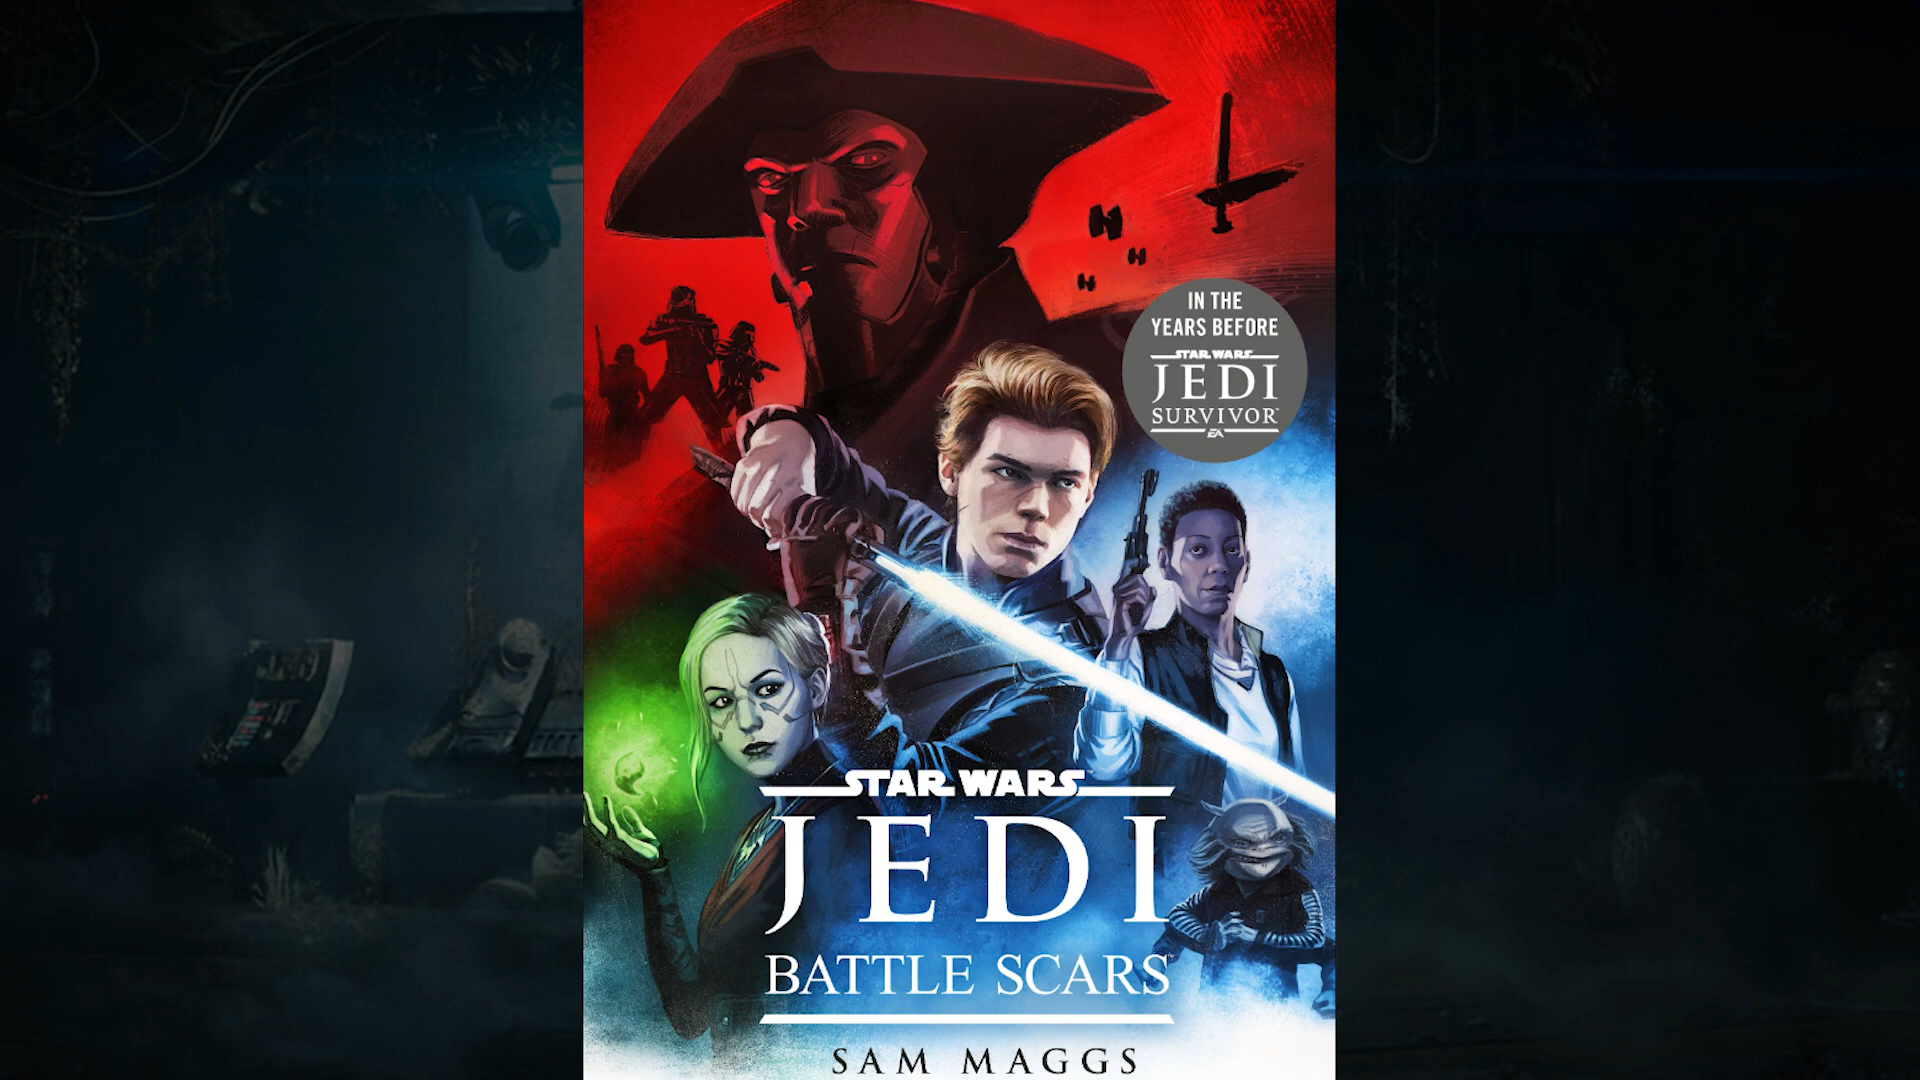 IN THE
YEARS BEFORE
STAR WARS
JEDI
SURVIVOR
EA
STAR WARS
JEDI
BATTLE SCARS
SAM MAGGS